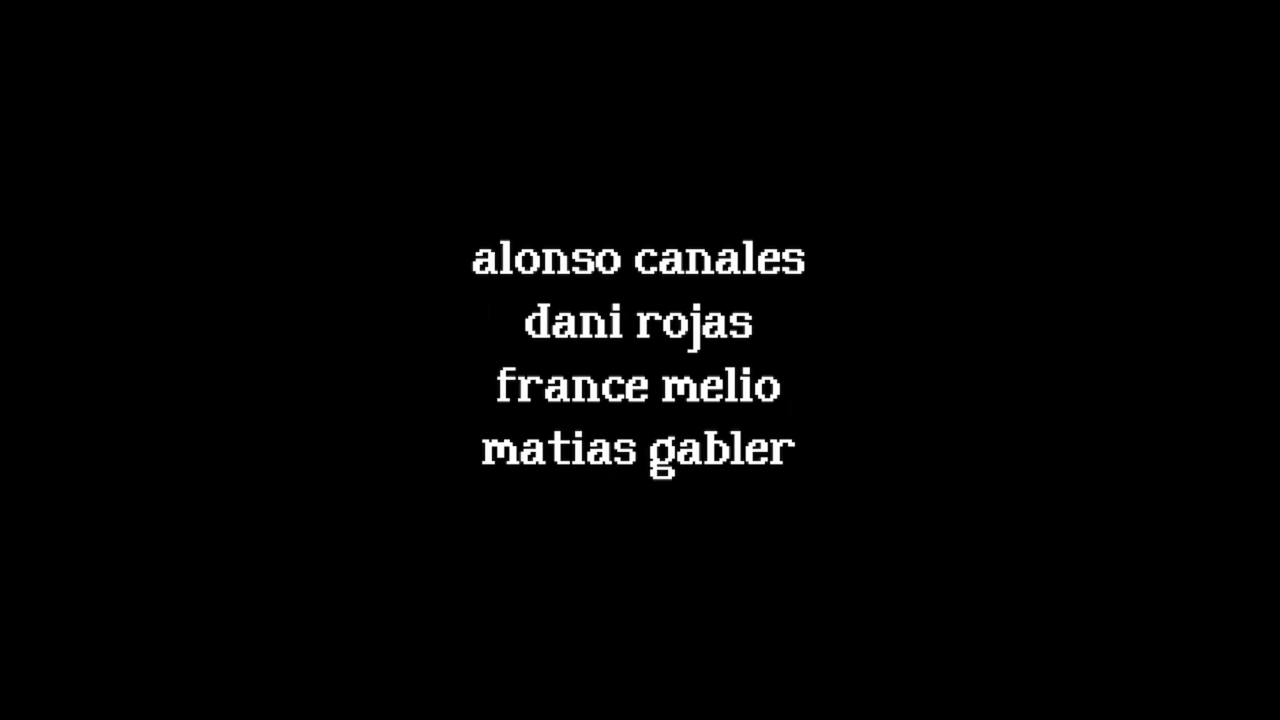 alonso canales
dani rojas
france melio
matias gabler